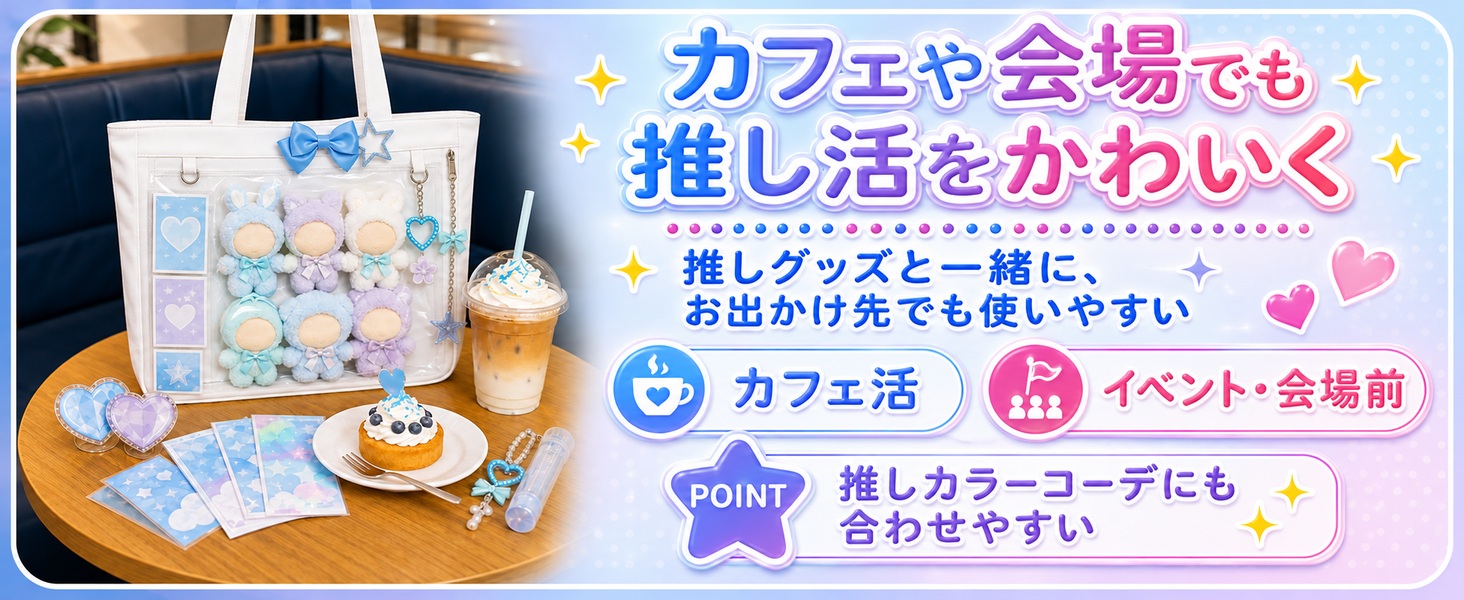 カフェや会場でも
推し活をかわいく
推しグッズと一緒に、
お出かけ先でも使いやすい
カフェ活
イベント・会場前
POINT
推しカラーコーデにも
合わせやすい